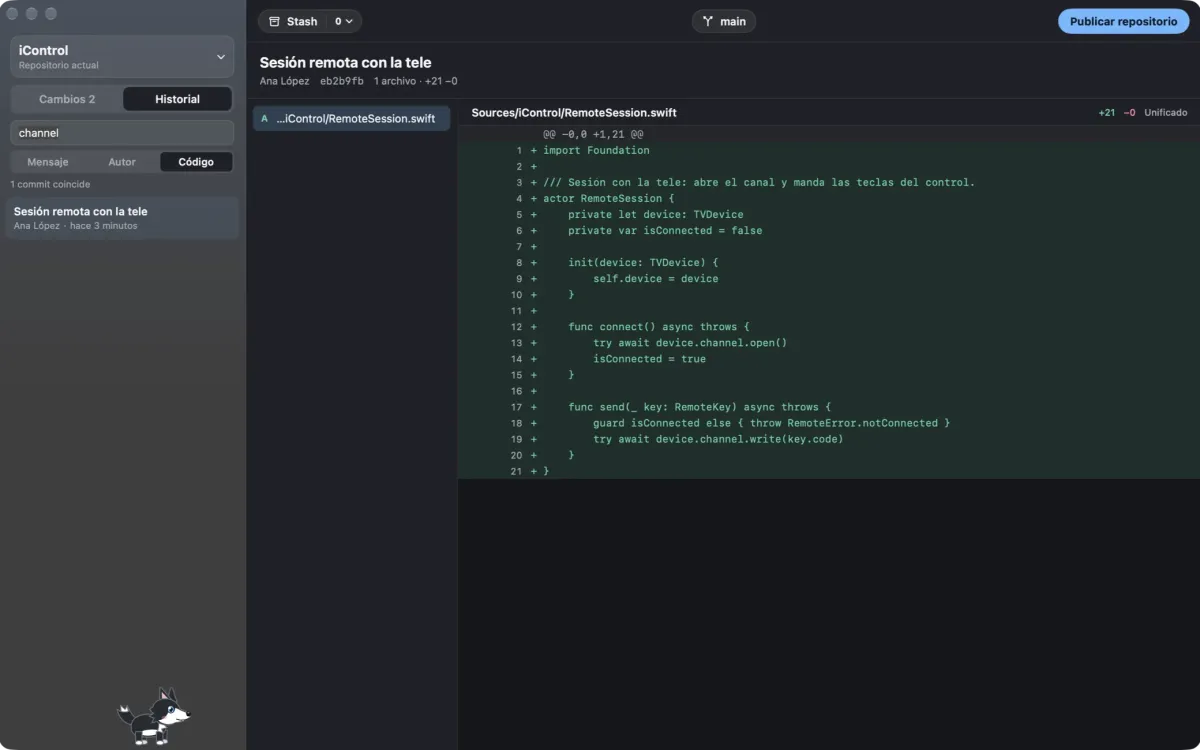 Stash 0
main
Publicar repositorio
iControl
Repositorio actual
Cambios 2 Historial
channel
Mensaje Autor Código
1 commit coincide
Sesión remota con la tele
Ana López · hace 3 minutos
Sesión remota con la tele
Ana López eb2b9fb 1 archivo · +21 −0
A …iControl/RemoteSession.swift
Sources/iControl/RemoteSession.swift +21 −0 Unificado
@@ −0,0 +1,21 @@
1 + import Foundation
2 +
3 + /// Sesión con la tele: abre el canal y manda las teclas del control.
4 + actor RemoteSession {
5 +     private let device: TVDevice
6 +     private var isConnected = false
7 +
8 +     init(device: TVDevice) {
9 +         self.device = device
10 +     }
11 +
12 +     func connect() async throws {
13 +         try await device.channel.open()
14 +         isConnected = true
15 +     }
16 +
17 +     func send(_ key: RemoteKey) async throws {
18 +         guard isConnected else { throw RemoteError.notConnected }
19 +         try await device.channel.write(key.code)
20 +     }
21 + }